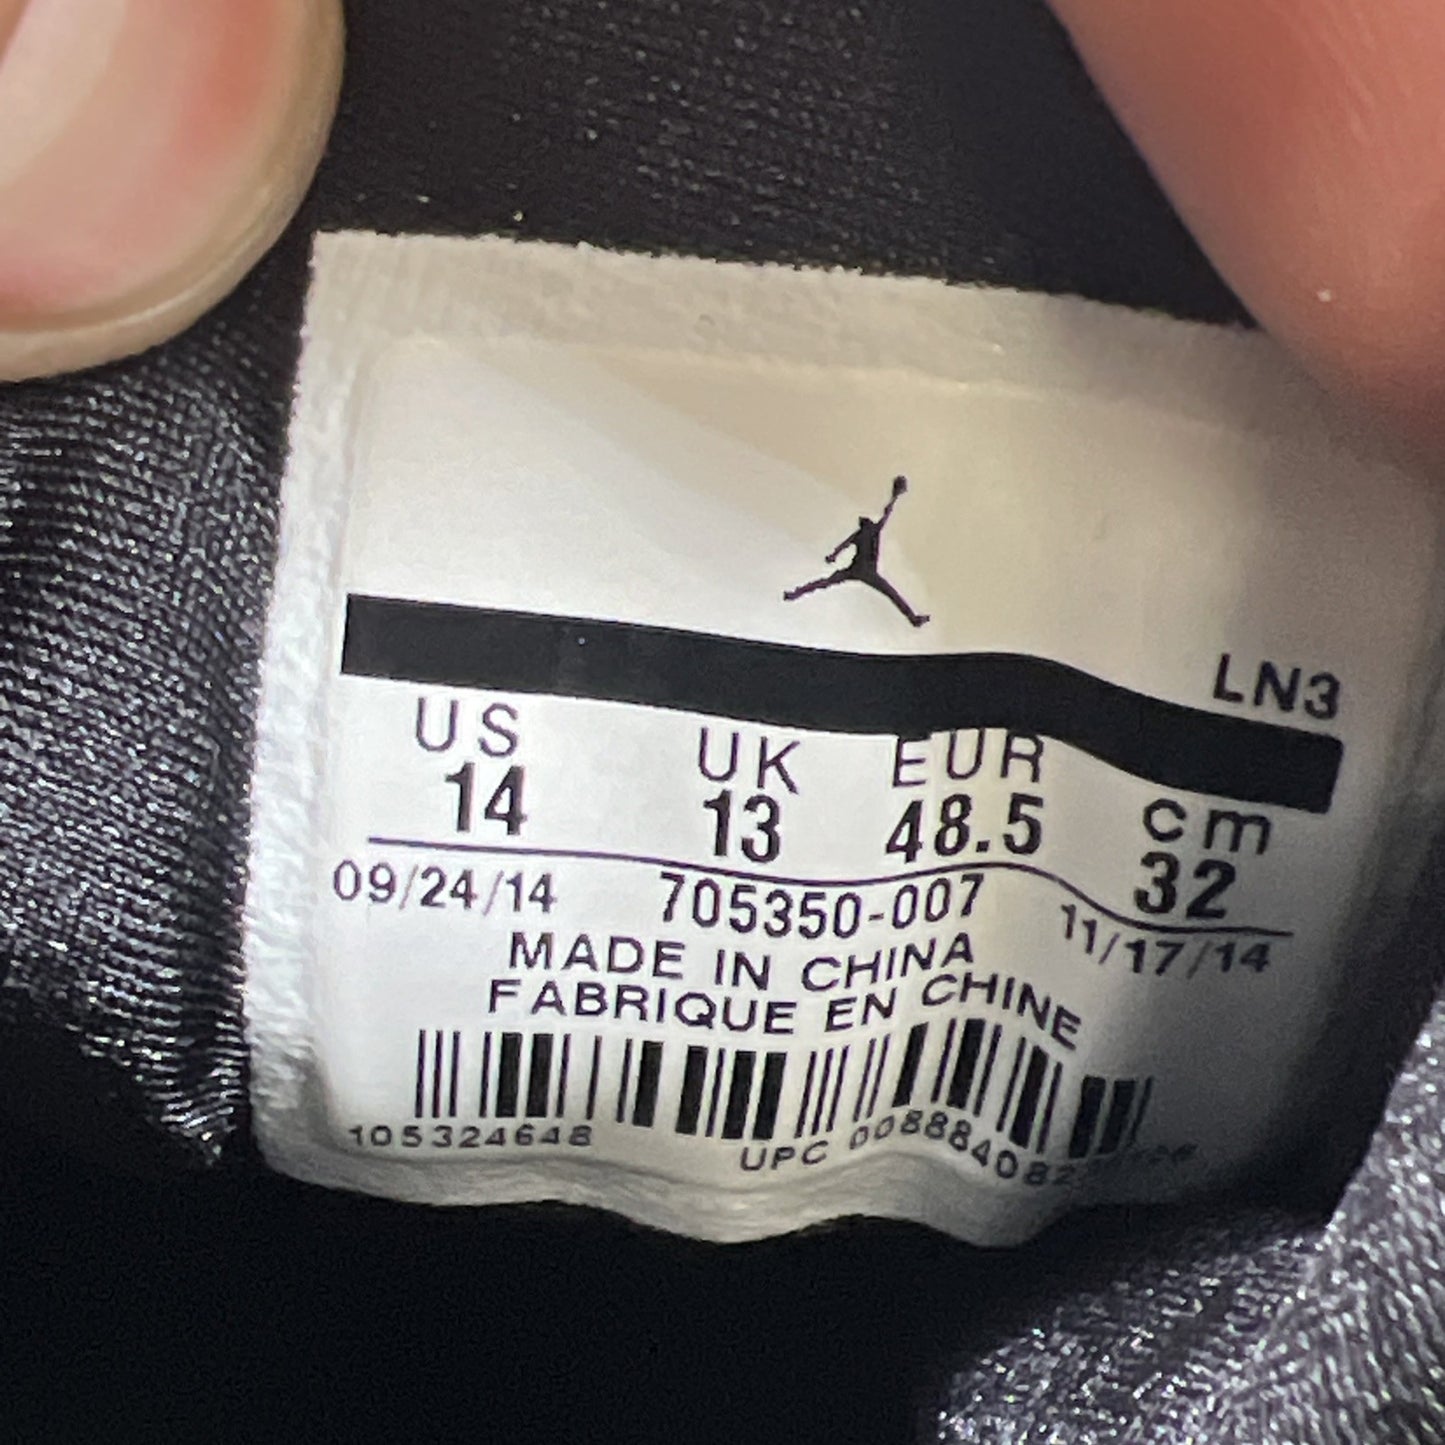 LN3
US UK EUR cm
14 13 48.5 32
09/24/14 705350-007 11/17/14
MADE IN CHINA
FABRIQUE EN CHINE
105324648 UPC